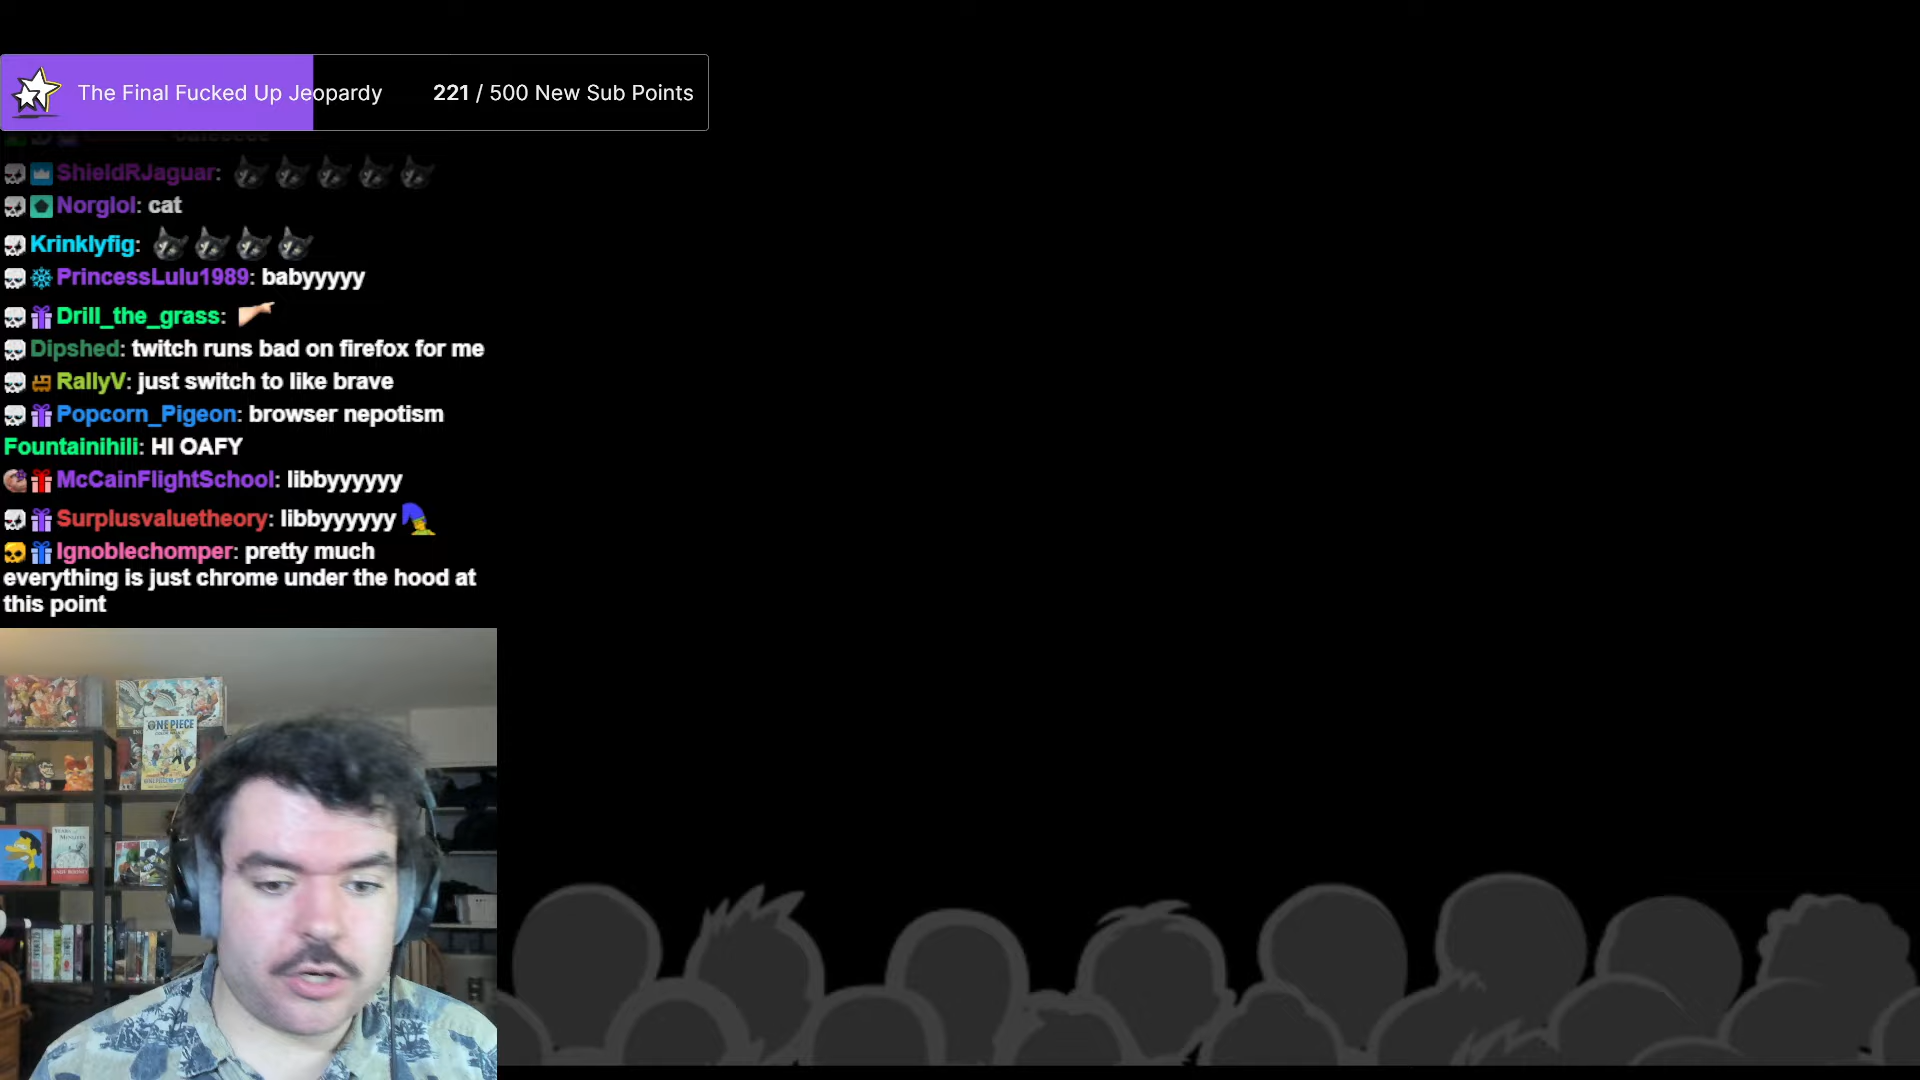 The Final Fucked Up Jeopardy 221 / 500 New Sub Points
ShieldRJaguar:
Norglol: cat
Krinklyfig:
PrincessLulu1989: babyyyyy
Drill_the_grass:
Dipshed: twitch runs bad on firefox for me
RallyV: just switch to like brave
Popcorn_Pigeon: browser nepotism
Fountainihili: HI OAFY
McCainFlightSchool: libbyyyyyy
Surplusvaluetheory: libbyyyyyy
Ignoblechomper: pretty much
everything is just chrome under the hood at
this point
ONE PIECE